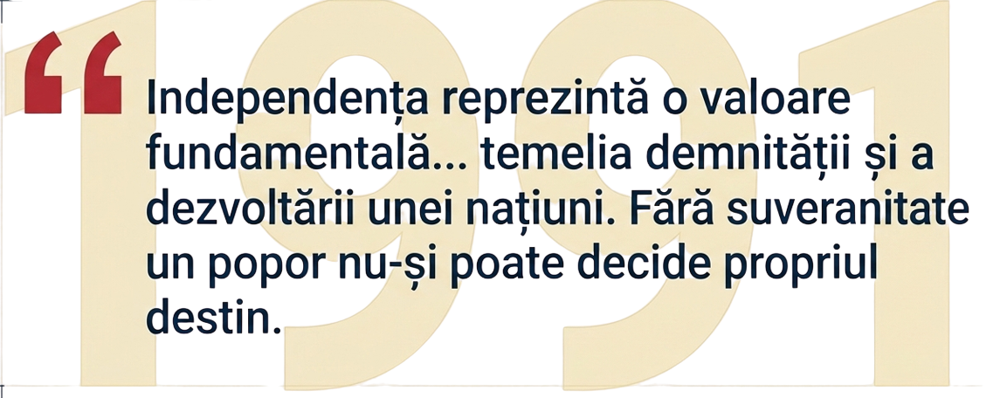 1991
“
Independența reprezintă o valoare
fundamentală... temelia demnității și a
dezvoltării unei națiuni. Fără suveranitate
un popor nu-și poate decide propriul
destin.